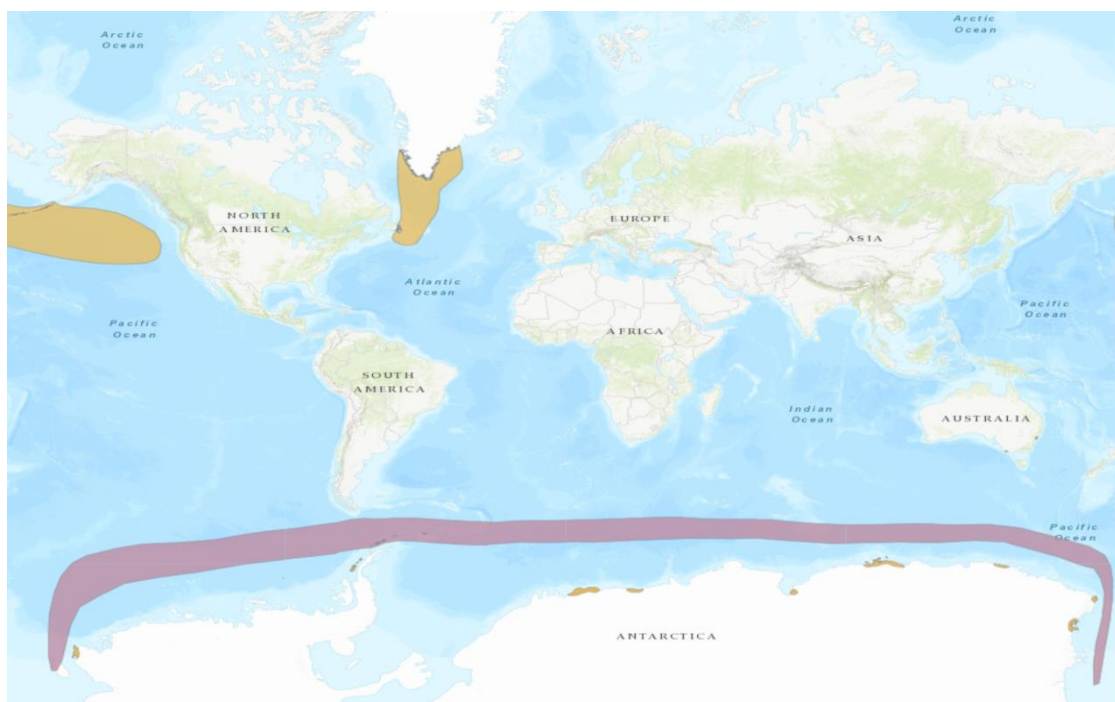 Arctic
Ocean
Arctic
Ocean
NORTH
AMERICA
EUROPE
ASIA
Atlantic
Ocean
Pacific
Ocean
Pacific
Ocean
AFRICA
SOUTH
AMERICA
Indian
Ocean
AUSTRALIA
Pacific
Ocean
ANTARCTICA